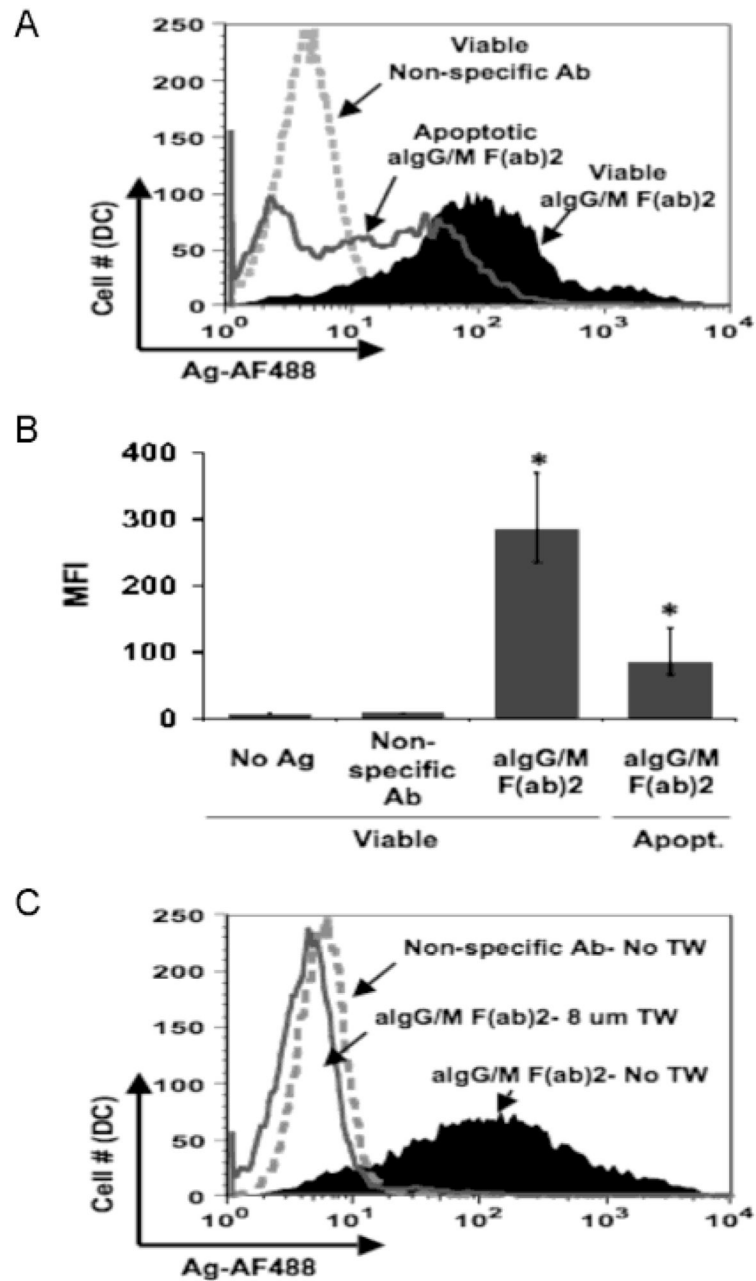 A
250
200
150
100
50
0
Cell # (DC)
Viable
Non-specific Ab
Apoptotic
aIgG/M F(ab)2
Viable
aIgG/M F(ab)2
10⁰ 10¹ 10² 10³ 10⁴
Ag-AF488
B
400
300
200
100
0
MFI
*
*
No Ag
Non-
specific
Ab
aIgG/M
F(ab)2
aIgG/M
F(ab)2
Viable
Apopt.
C
250
200
150
100
50
0
Cell # (DC)
Non-specific Ab- No TW
aIgG/M F(ab)2- 8 um TW
aIgG/M F(ab)2- No TW
10⁰ 10¹ 10² 10³ 10⁴
Ag-AF488